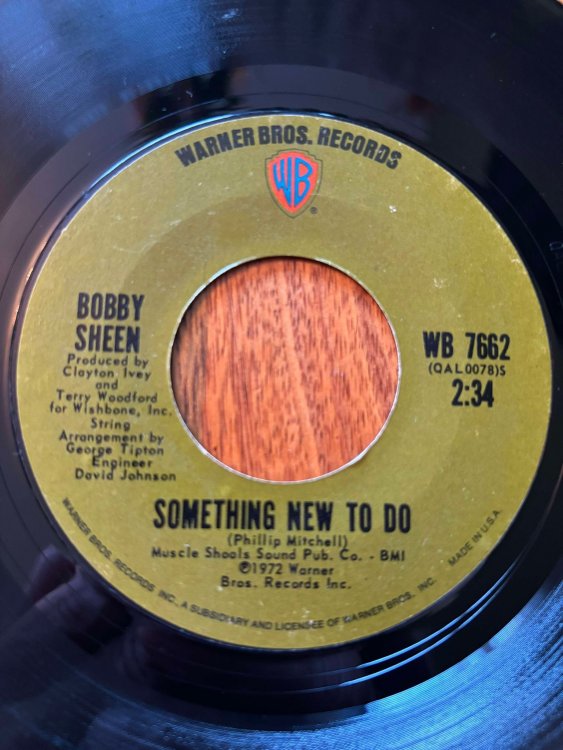 WARNER BROS. RECORDS
WB
®
BOBBY
SHEEN
Produced by
Clayton Ivey
and
Terry Woodford
for Wishbone, Inc.
String
Arrangement by
George Tipton
Engineer
David Johnson
WB 7662
(QAL0078)S
2:34
SOMETHING NEW TO DO
(Phillip Mitchell)
Muscle Shoals Sound Pub. Co. - BMI
℗1972 Warner
Bros. Records Inc.
WARNER BROS. RECORDS INC., A SUBSIDIARY AND LICENSEE OF WARNER BROS. INC.
MADE IN U.S.A.